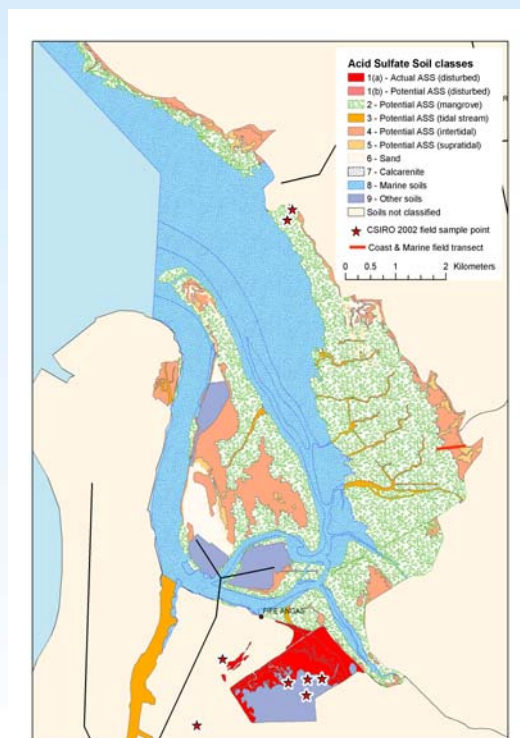 Acid Sulfate Soil classes
1(a) - Actual ASS (disturbed)
1(b) - Potential ASS (disturbed)
2 - Potential ASS (mangrove)
3 - Potential ASS (tidal stream)
4 - Potential ASS (intertidal)
5 - Potential ASS (supratidal)
6 - Sand
7 - Calcarenite
8 - Marine soils
9 - Other soils
Soils not classified
CSIRO 2002 field sample point
Coast & Marine field transect
0 0.5 1 2 Kilometers